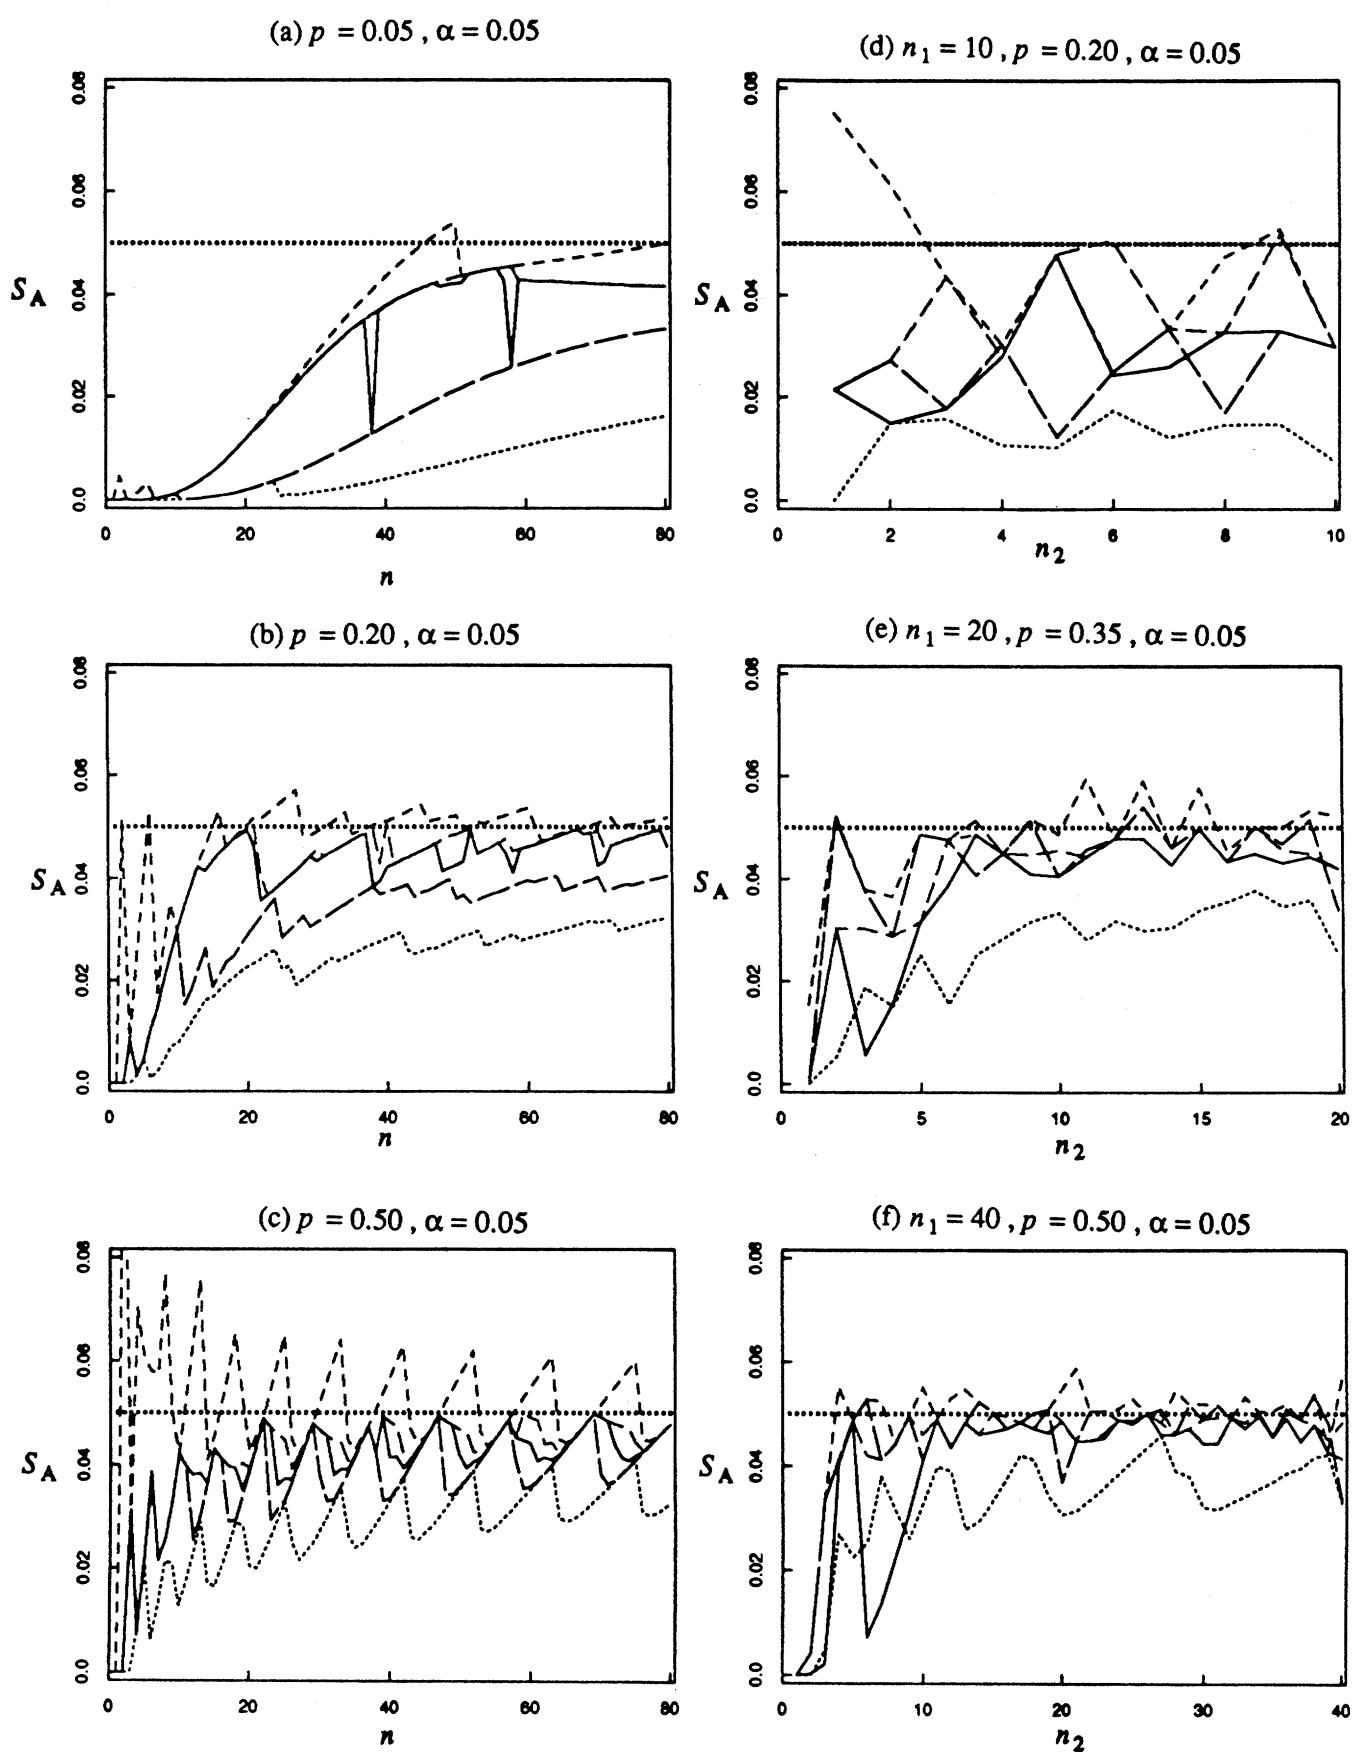 (a) p = 0.05 , α = 0.05
0.08
0.06
0.04
0.02
0.0
S_A
0 20 40 60 80
n
(d) n_1 = 10 , p = 0.20 , α = 0.05
0.08
0.06
0.04
0.02
0.0
S_A
0 2 4 6 8 10
n_2
(b) p = 0.20 , α = 0.05
0.08
0.06
0.04
0.02
0.0
S_A
0 20 40 60 80
n
(e) n_1 = 20 , p = 0.35 , α = 0.05
0.08
0.06
0.04
0.02
0.0
S_A
0 5 10 15 20
n_2
(c) p = 0.50 , α = 0.05
0.08
0.06
0.04
0.02
0.0
S_A
0 20 40 60 80
n
(f) n_1 = 40 , p = 0.50 , α = 0.05
0.08
0.06
0.04
0.02
0.0
S_A
0 10 20 30 40
n_2